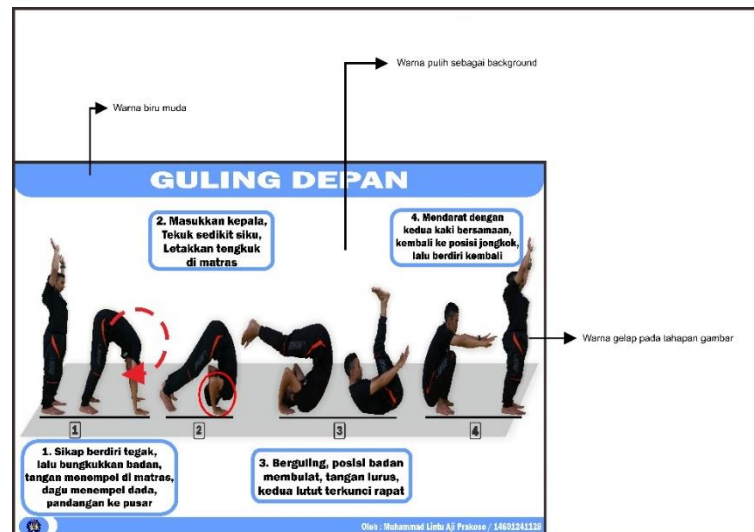 Warna putih sebagai background
Warna biru muda
GULING DEPAN
2. Masukkan kepala,
Tekuk sedikit siku,
Letakkan tengkuk
di matras
4. Mendarat dengan
kedua kaki bersamaan,
kembali ke posisi jongkok,
lalu berdiri kembali
Warna gelap pada tahapan gambar
1
2
3
4
1. Sikap berdiri tegak,
lalu bungkukkan badan,
tangan menempel di matras,
dagu menempel dada,
pandangan ke pusar
3. Berguling, posisi badan
membulat, tangan lurus,
kedua lutut terkunci rapat
Oleh : Mohammad Lintu Aji Prakoso / 14601241128